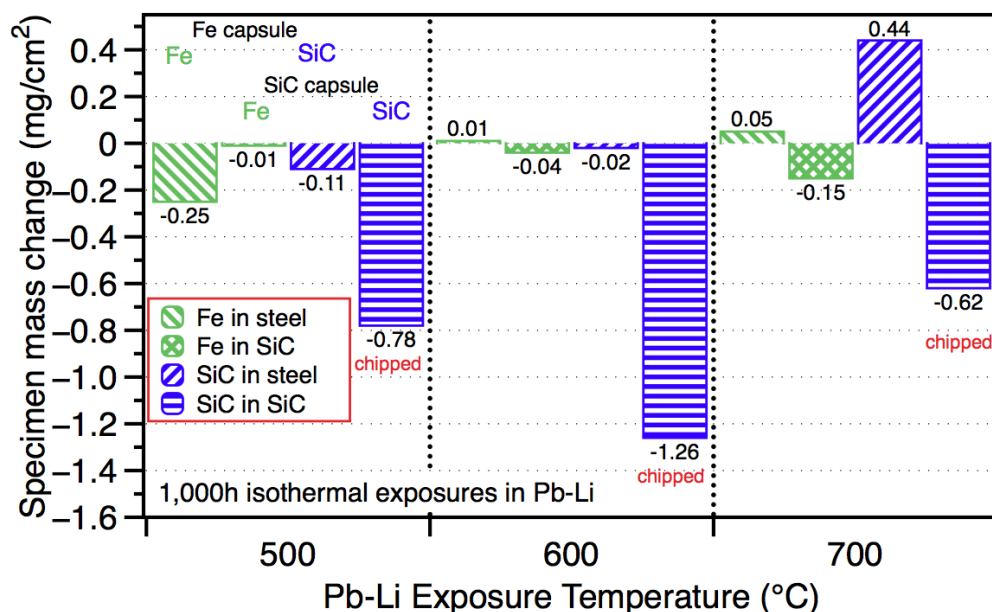 Specimen mass change (mg/cm2)
0.4
0.2
0
−0.2
−0.4
−0.6
−0.8
−1.0
−1.2
−1.4
−1.6
Fe capsule
Fe SiC
SiC capsule
Fe SiC
-0.25
-0.01
-0.11
-0.78
chipped
0.01
-0.04
-0.02
-1.26
chipped
0.05
-0.15
0.44
-0.62
chipped
Fe in steel
Fe in SiC
SiC in steel
SiC in SiC
1,000h isothermal exposures in Pb-Li
500 600 700
Pb-Li Exposure Temperature (°C)